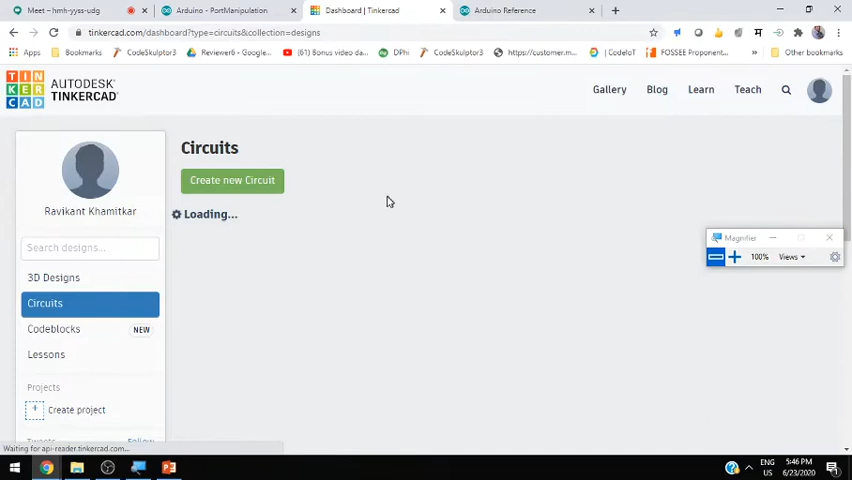 Meet – hmh-yyss-udg
Arduino - PortManipulation
Dashboard | Tinkercad
Arduino Reference
tinkercad.com/dashboard?type=circuits&collection=designs
Apps
Bookmarks
CodeSkulptor3
Reviewer6 - Google...
(61) Bonus video da...
DPhi
CodeSkulptor3
https://customer.m...
CodeIoT
FOSSEE Proponent...
Other bookmarks
TIN
KER
CAD
AUTODESK
TINKERCAD
Gallery
Blog
Learn
Teach
Ravikant Khamitkar
Search designs...
3D Designs
Circuits
Codeblocks
NEW
Lessons
Projects
+ Create project
Tweets
Follow
Circuits
Create new Circuit
Loading...
Magnifier
100%
Views
Waiting for api-reader.tinkercad.com...
ENG
US
5:46 PM
6/23/2020